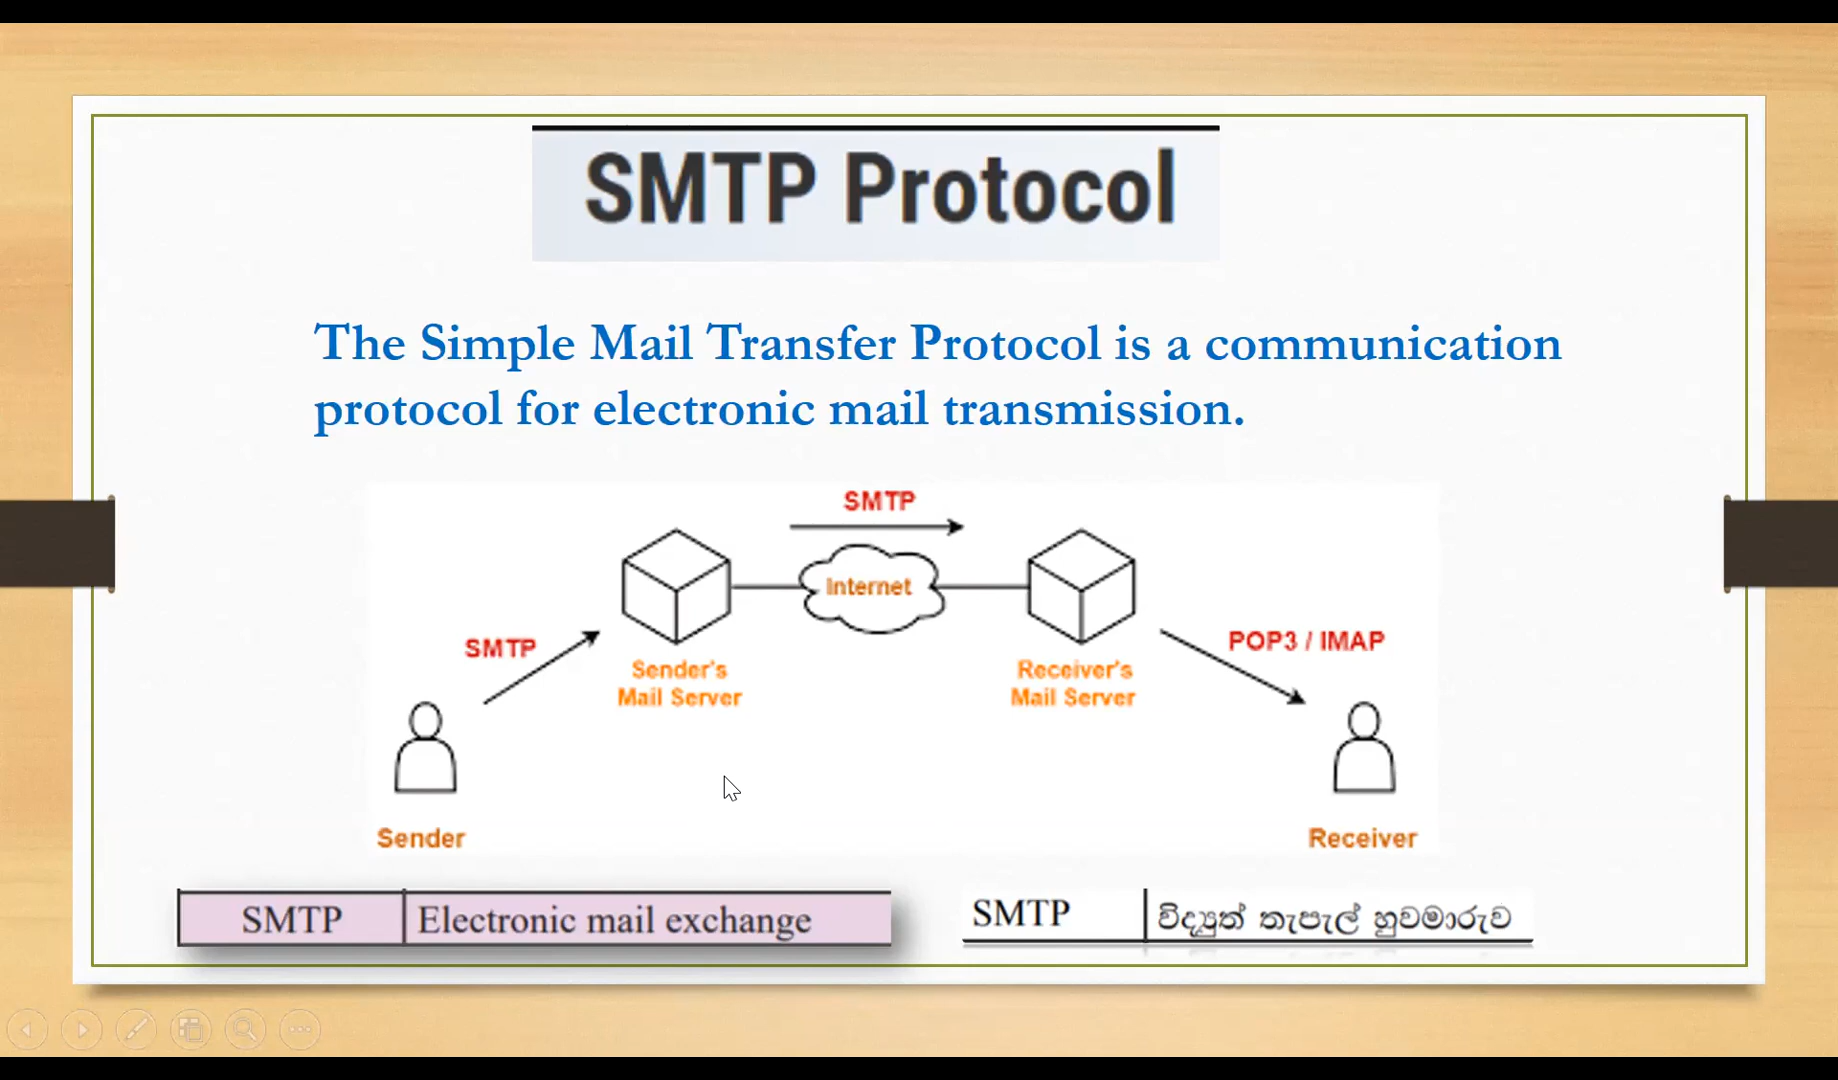 SMTP Protocol
The Simple Mail Transfer Protocol is a communication
protocol for electronic mail transmission.
SMTP
Internet
SMTP
POP3 / IMAP
Sender's
Mail Server
Receiver's
Mail Server
Sender
Receiver
SMTP Electronic mail exchange
SMTP විද්‍යුත් තැපැල් හුවමාරුව